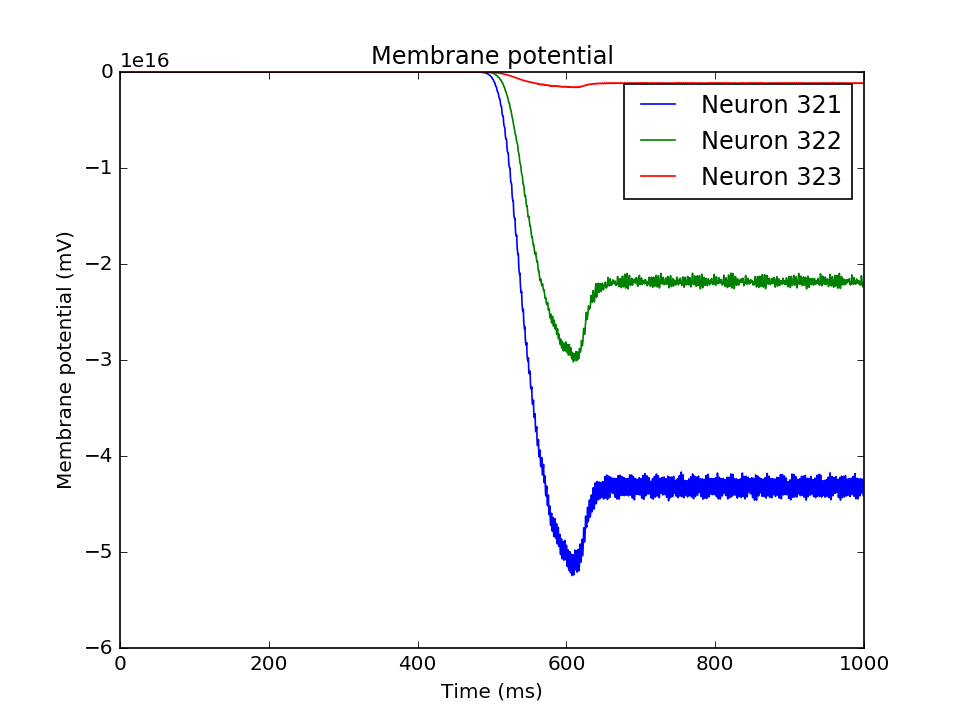 Membrane potential
1e16
0
−1
−2
−3
−4
−5
−6
Membrane potential (mV)
Neuron 321
Neuron 322
Neuron 323
0 200 400 600 800 1000
Time (ms)